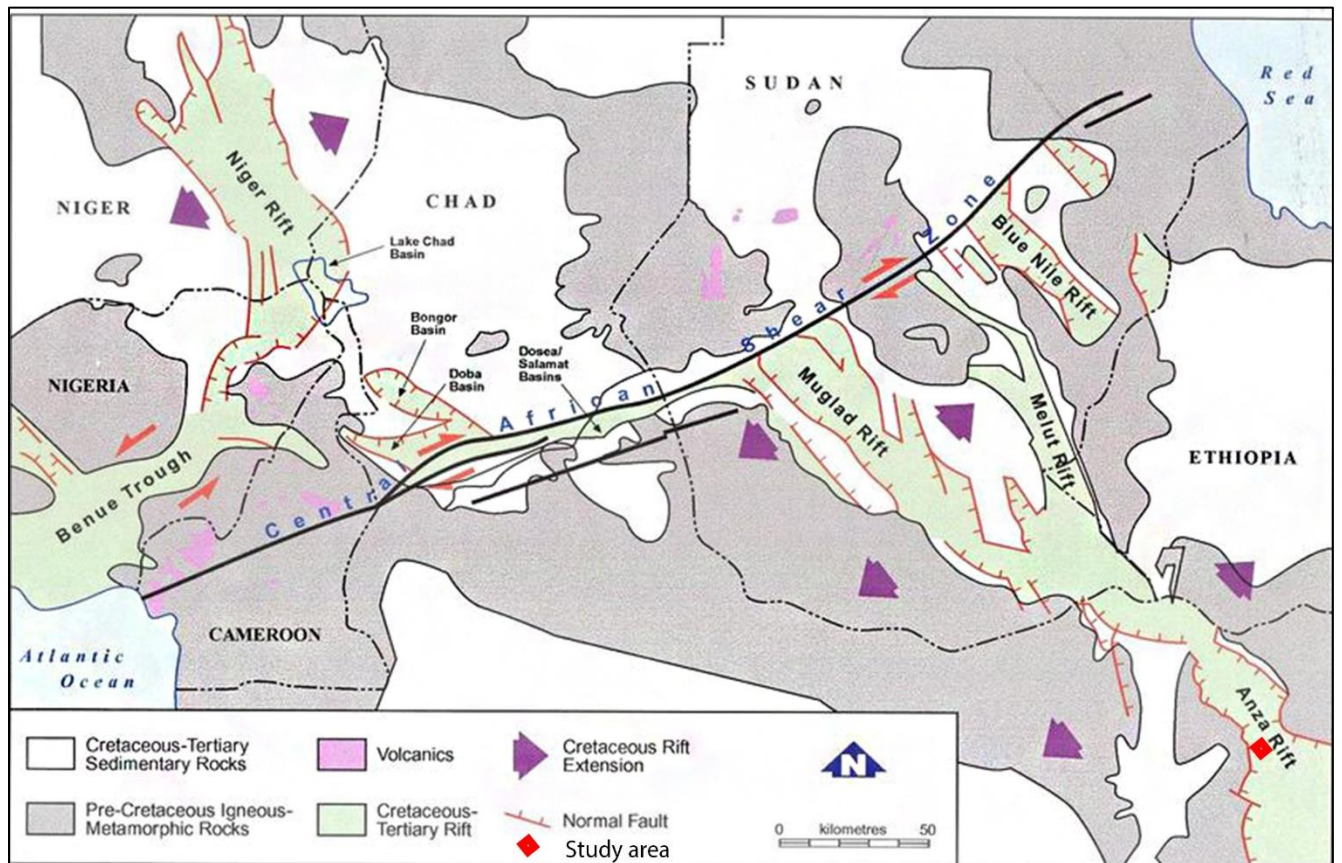 SUDAN
Red
Sea
Niger Rift
NIGER
CHAD
Lake Chad
Basin
Blue Nile Rift
Bongor
Basin
Doba
Basin
Dosea/
Salamat
Basins
NIGERIA
Central African Shear Zone
Muglad Rift
Melut Rift
ETHIOPIA
Benue Trough
CAMEROON
Atlantic
Ocean
Anza Rift
Cretaceous-Tertiary
Sedimentary Rocks
Volcanics
Cretaceous Rift
Extension
N
Pre-Cretaceous Igneous-
Metamorphic Rocks
Cretaceous-
Tertiary Rift
Normal Fault
0 kilometres 50
Study area